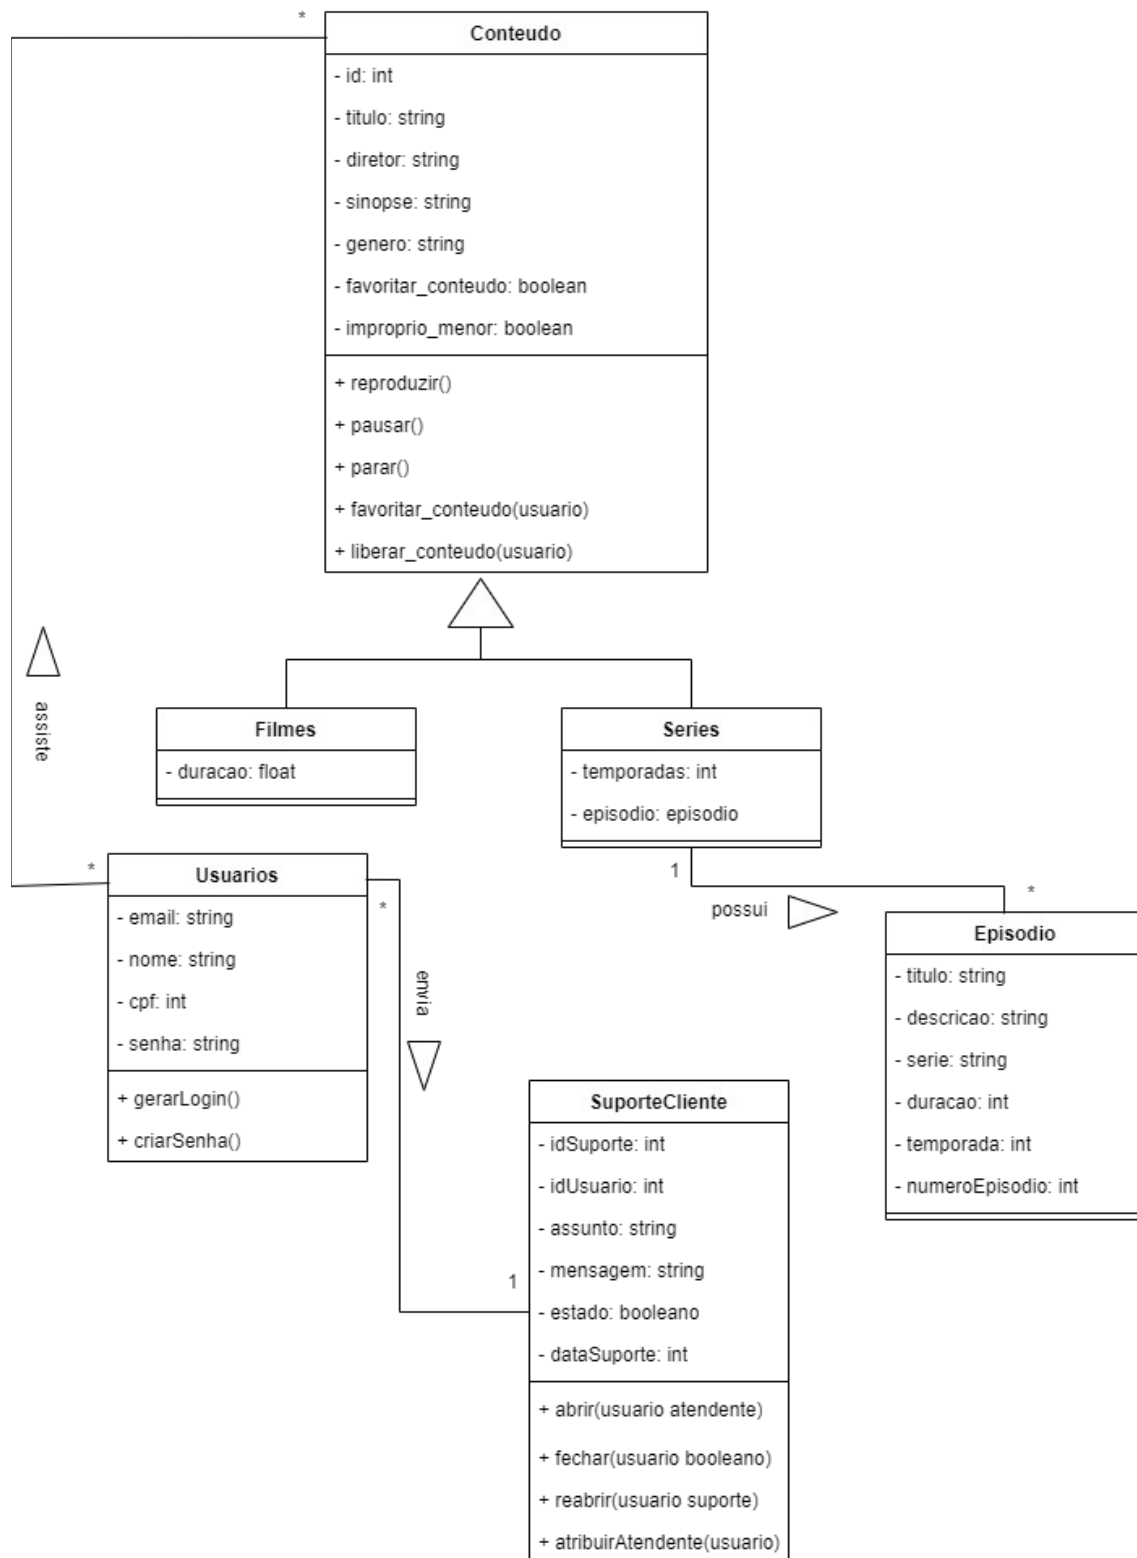 *
Conteudo
- id: int
- titulo: string
- diretor: string
- sinopse: string
- genero: string
- favoritar_conteudo: boolean
- improprio_menor: boolean
+ reproduzir()
+ pausar()
+ parar()
+ favoritar_conteudo(usuario)
+ liberar_conteudo(usuario)
assiste
Filmes
- duracao: float
Series
- temporadas: int
- episodio: episodio
1
*
possui
*
Usuarios
- email: string
- nome: string
- cpf: int
- senha: string
+ gerarLogin()
+ criarSenha()
*
envia
1
Episodio
- titulo: string
- descricao: string
- serie: string
- duracao: int
- temporada: int
- numeroEpisodio: int
SuporteCliente
- idSuporte: int
- idUsuario: int
- assunto: string
- mensagem: string
- estado: booleano
- dataSuporte: int
+ abrir(usuario atendente)
+ fechar(usuario booleano)
+ reabrir(usuario suporte)
+ atribuirAtendente(usuario)